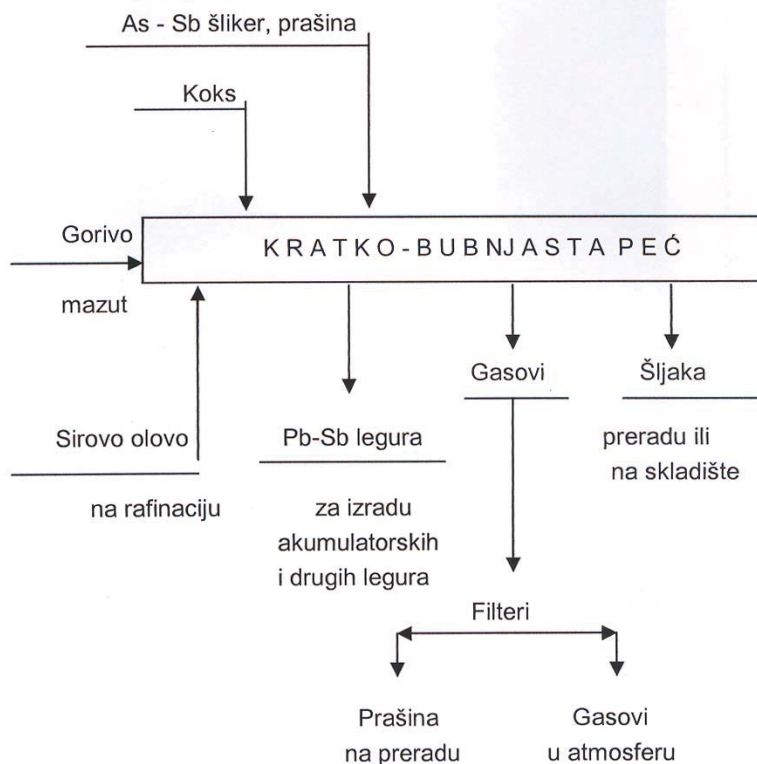 As - Sb šliker, prašina
Koks
Gorivo
KRATKO-BUBNJASTA PEĆ
mazut
Gasovi
Šljaka
Sirovo olovo
Pb-Sb legura
preradu ili
na skladište
na rafinaciju
za izradu
akumulatorskih
i drugih legura
Filteri
Prašina
na preradu
Gasovi
u atmosferu